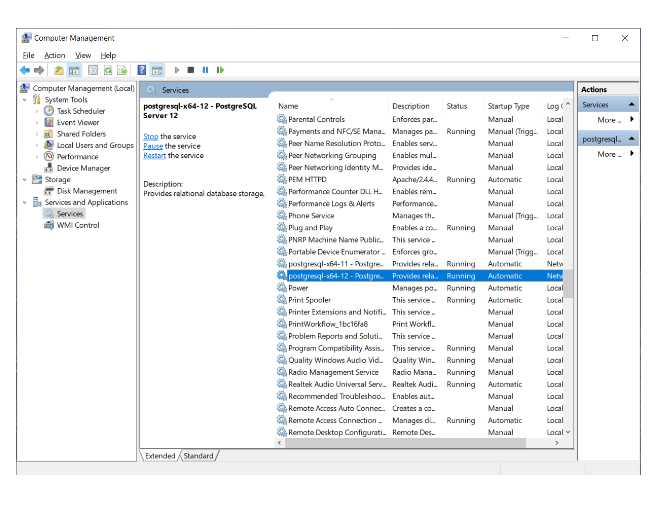 Computer Management
File Action View Help
Computer Management (Local)
System Tools
Task Scheduler
Event Viewer
Shared Folders
Local Users and Groups
Performance
Device Manager
Storage
Disk Management
Services and Applications
Services
WMI Control
Services
postgresql-x64-12 - PostgreSQL
Server 12
Stop the service
Pause the service
Restart the service
Description:
Provides relational database storage.
Name Description Status Startup Type Log
Parental Controls Enforces par... Manual Local
Payments and NFC/SE Mana... Manages pa... Running Manual (Trigg... Local
Peer Name Resolution Proto... Enables serv... Manual Local
Peer Networking Grouping Enables mul... Manual Local
Peer Networking Identity M... Provides ide... Manual Local
PEM HTTPD Apache/2.4.4... Running Automatic Local
Performance Counter DLL H... Enables rem... Manual Local
Performance Logs & Alerts Performance... Manual Local
Phone Service Manages th... Manual (Trigg... Local
Plug and Play Enables a co... Running Manual Local
PNRP Machine Name Public... This service ... Manual Local
Portable Device Enumerator ... Enforces gro... Manual (Trigg... Local
postgresql-x64-11 - Postgre... Provides rela... Running Automatic Netw
postgresql-x64-12 - Postgre... Provides rela... Running Automatic Netw
Power Manages po... Running Automatic Local
Print Spooler This service ... Running Automatic Local
Printer Extensions and Notifi... This service ... Manual Local
PrintWorkflow_1bc16fa8 Print Workfl... Manual Local
Problem Reports and Soluti... This service ... Manual Local
Program Compatibility Assis... This service ... Running Manual Local
Quality Windows Audio Vid... Quality Win... Running Manual Local
Radio Management Service Radio Mana... Running Manual Local
Realtek Audio Universal Serv... Realtek Audi... Running Automatic Local
Recommended Troubleshoo... Enables aut... Manual Local
Remote Access Auto Connec... Creates a co... Manual Local
Remote Access Connection ... Manages di... Running Automatic Local
Remote Desktop Configurati... Remote Des... Manual Local
Extended Standard
Actions
Services
More ...
postgresql...
More ...